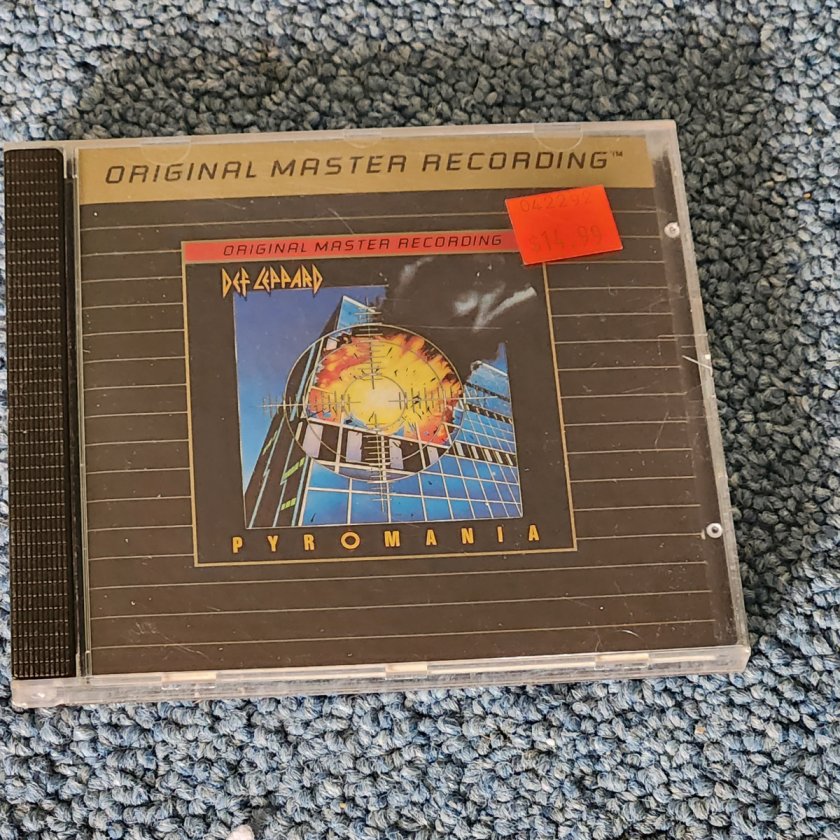 ORIGINAL MASTER RECORDING™
042292
$14.99
ORIGINAL MASTER RECORDING
DEF LEPPARD
PYROMANIA